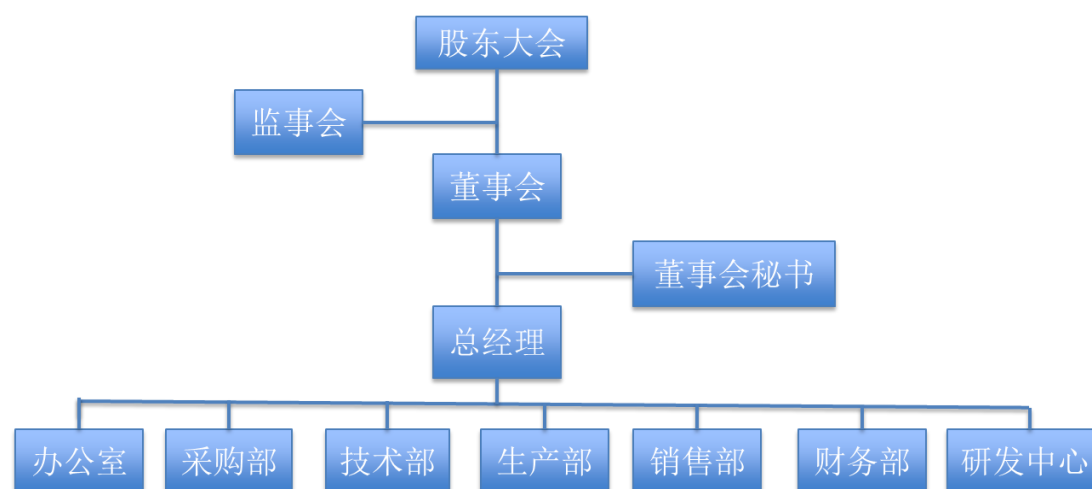 股东大会
监事会
董事会
董事会秘书
总经理
办公室
采购部
技术部
生产部
销售部
财务部
研发中心